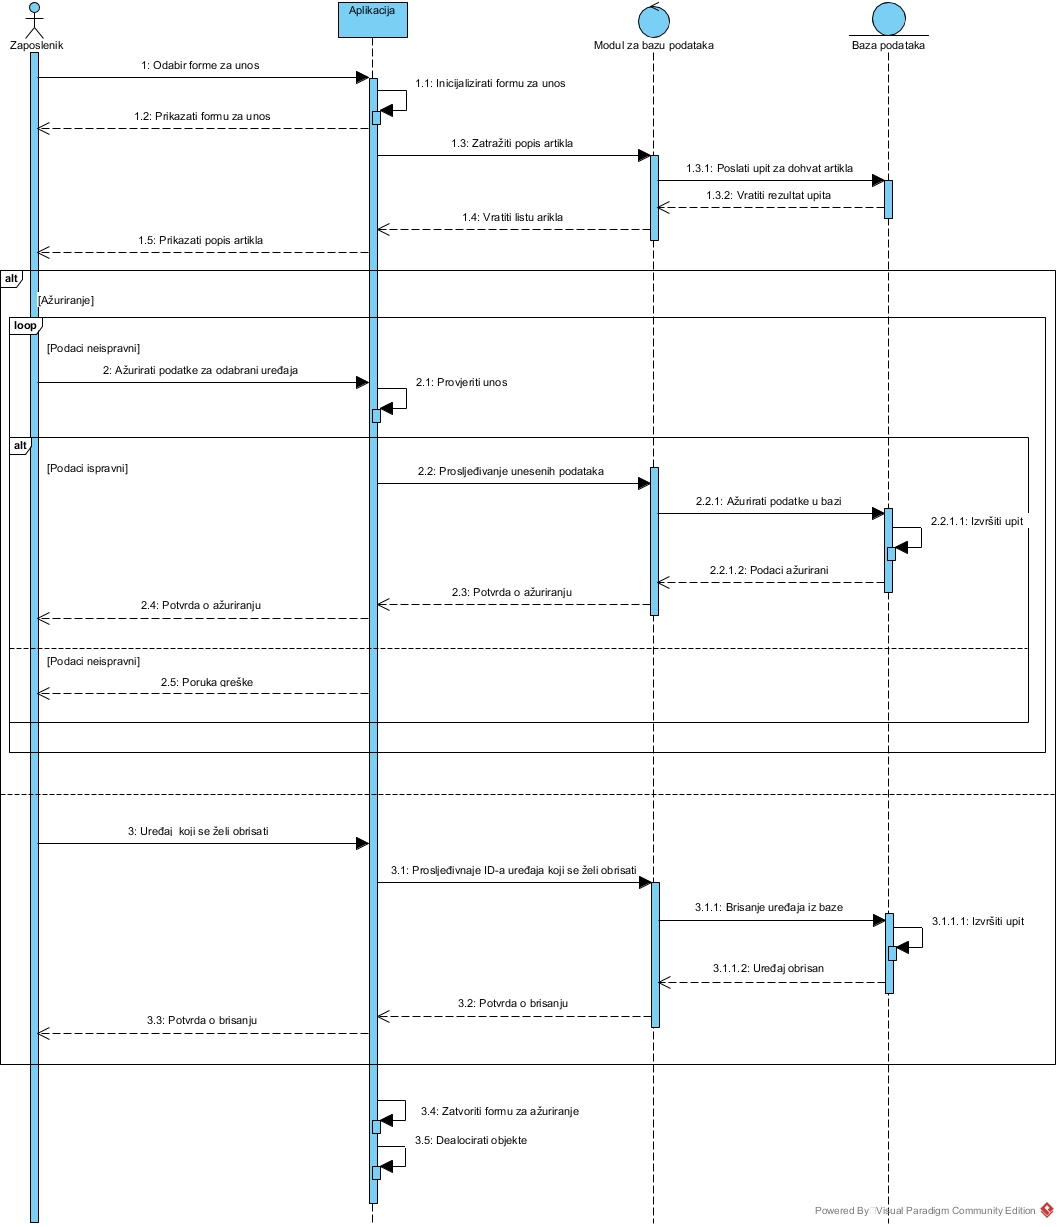 Aplikacija
Zaposlenik
Modul za bazu podataka
Baza podataka
1: Odabir forme za unos
1.1: Inicijalizirati formu za unos
1.2: Prikazati formu za unos
1.3: Zatražiti popis artikla
1.3.1: Poslati upit za dohvat artikla
1.3.2: Vratiti rezultat upita
1.4: Vratiti listu arikla
1.5: Prikazati popis artikla
alt
[Ažuriranje]
loop
[Podaci neispravni]
2: Ažurirati podatke za odabrani uređaja
2.1: Provjeriti unos
alt
[Podaci ispravni]
2.2: Prosljeđivanje unesenih podataka
2.2.1: Ažurirati podatke u bazi
2.2.1.1: Izvršiti upit
2.2.1.2: Podaci ažurirani
2.3: Potvrda o ažuriranju
2.4: Potvrda o ažuriranju
[Podaci neispravni]
2.5: Poruka greške
3: Uređaj koji se želi obrisati
3.1: Prosljeđivnaje ID-a uređaja koji se želi obrisati
3.1.1: Brisanje uređaja iz baze
3.1.1.1: Izvršiti upit
3.1.1.2: Uređaj obrisan
3.2: Potvrda o brisanju
3.3: Potvrda o brisanju
3.4: Zatvoriti formu za ažuriranje
3.5: Dealocirati objekte
Powered By Visual Paradigm Community Edition